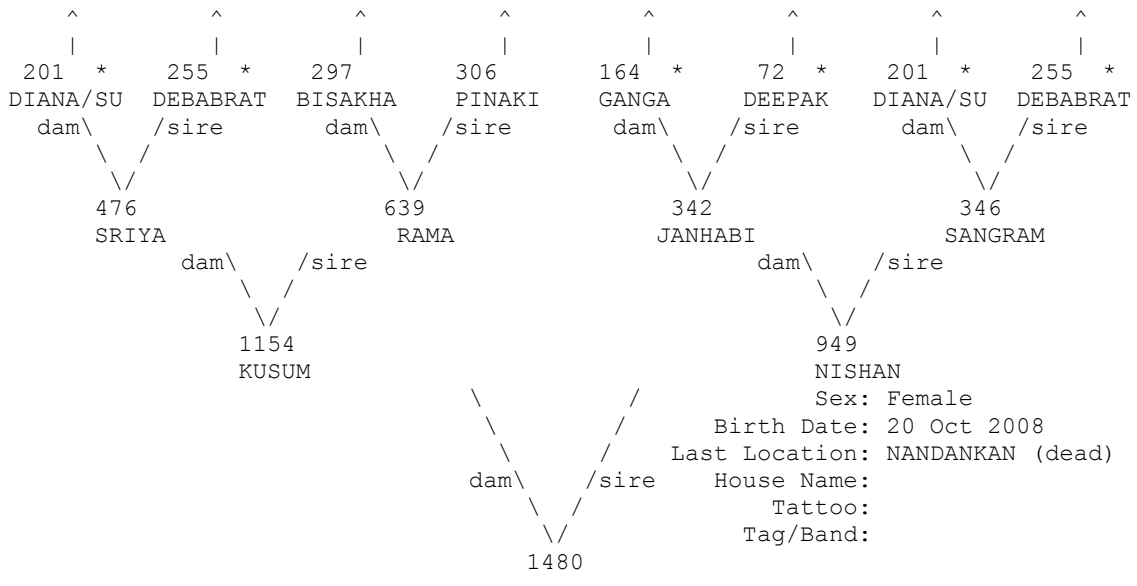 ^ ^ ^ ^ ^ ^ ^ ^
| | | | | | | |
201 * 255 * 297 306 164 * 72 * 201 * 255 *
DIANA/SU DEBABRAT BISAKHA PINAKI GANGA DEEPAK DIANA/SU DEBABRAT
dam\ /sire dam\ /sire dam\ /sire dam\ /sire
\ / \ / \ / \ /
\/ \/ \/ \/
476 639 342 346
SRIYA RAMA JANHABI SANGRAM
dam\ /sire dam\ /sire
\ / \ /
\/ \/
1154 949
KUSUM NISHAN
\ / Sex: Female
\ / Birth Date: 20 Oct 2008
\ / Last Location: NANDANKAN (dead)
dam\ /sire House Name:
\ / Tattoo:
\/ Tag/Band:
1480